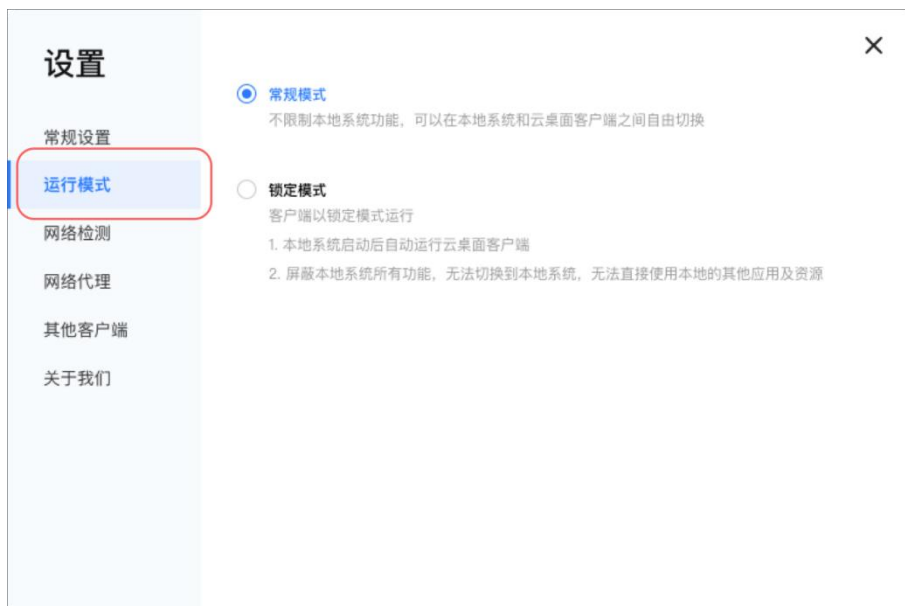 设置
常规设置
运行模式
网络检测
网络代理
其他客户端
关于我们
常规模式
不限制本地系统功能，可以在本地系统和云桌面客户端之间自由切换
锁定模式
客户端以锁定模式运行
1. 本地系统启动后自动运行云桌面客户端
2. 屏蔽本地系统所有功能，无法切换到本地系统，无法直接使用本地的其他应用及资源